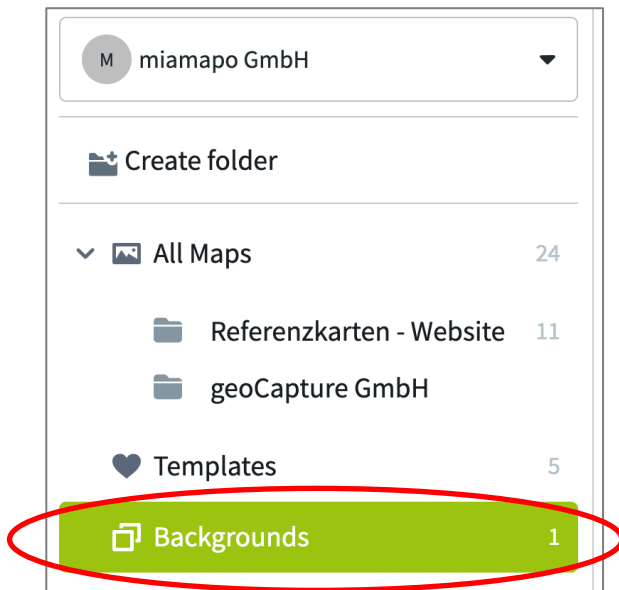 M miamapo GmbH
Create folder
All Maps 24
Referenzkarten - Website 11
geoCapture GmbH
Templates 5
Backgrounds 1